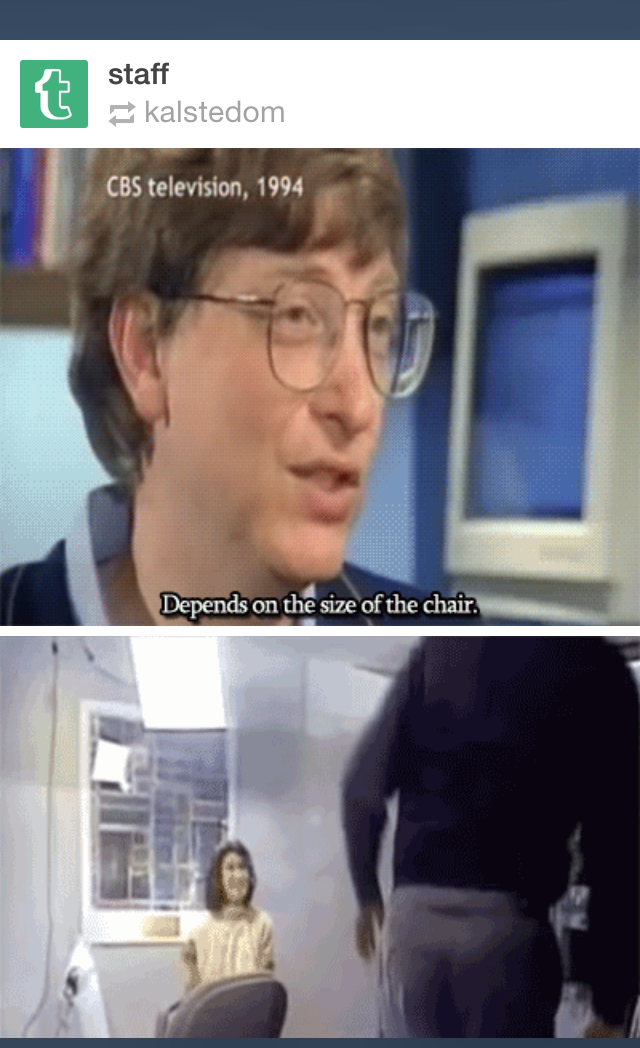 staff
kalstedom
CBS television, 1994
Depends on the size of the chair.